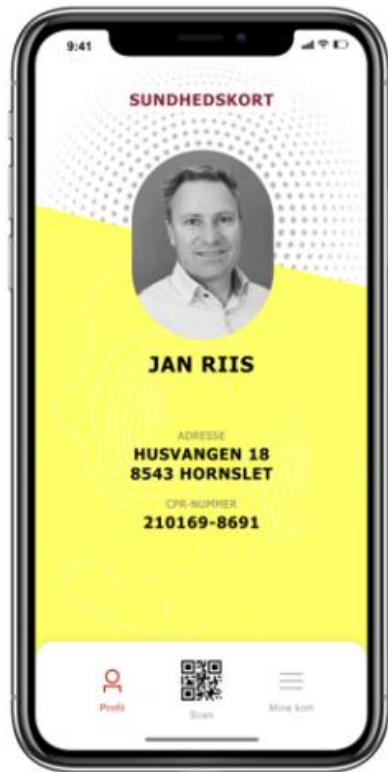 9:41
SUNDHEDSKORT
JAN RIIS
ADRESSE
HUSVANGEN 18
8543 HORNSLET
CPR-NUMMER
210169-8691
Profil
Scan
Mine kort